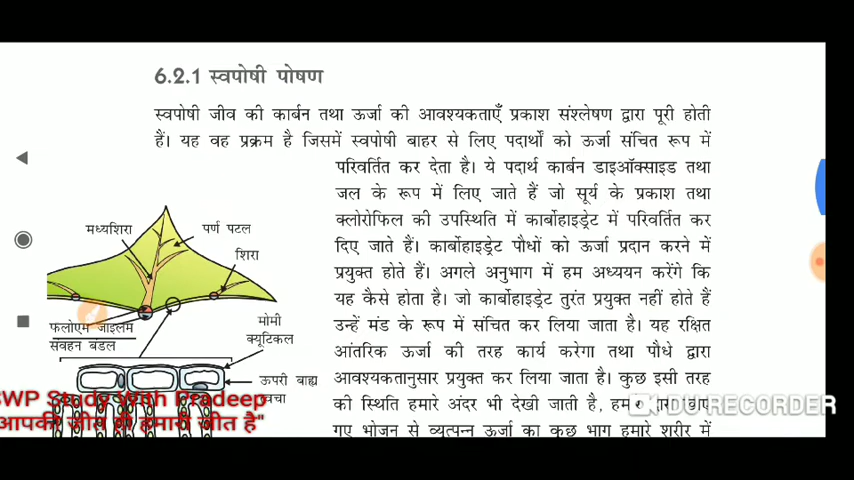 6.2.1 स्वपोषी पोषण
स्वपोषी जीव की कार्बन तथा ऊर्जा की आवश्यकताएँ प्रकाश संश्लेषण द्वारा पूरी होती
हैं। यह वह प्रक्रम है जिसमें स्वपोषी बाहर से लिए पदार्थों को ऊर्जा संचित रूप में
परिवर्तित कर देता है। ये पदार्थ कार्बन डाइऑक्साइड तथा
जल के रूप में लिए जाते हैं जो सूर्य के प्रकाश तथा
क्लोरोफिल की उपस्थिति में कार्बोहाइड्रेट में परिवर्तित कर
दिए जाते हैं। कार्बोहाइड्रेट पौधों को ऊर्जा प्रदान करने में
प्रयुक्त होते हैं। अगले अनुभाग में हम अध्ययन करेंगे कि
यह कैसे होता है। जो कार्बोहाइड्रेट तुरंत प्रयुक्त नहीं होते हैं
उन्हें मंड के रूप में संचित कर लिया जाता है। यह रक्षित
आंतरिक ऊर्जा की तरह कार्य करेगा तथा पौधे द्वारा
आवश्यकतानुसार प्रयुक्त कर लिया जाता है। कुछ इसी तरह
की स्थिति हमारे अंदर भी देखी जाती है,
गए भोजन से व्युत्पन्न ऊर्जा का कुछ भाग हमारे शरीर में
मध्यशिरा
पर्ण पटल
शिरा
फ्लोएम जाइलम
संवहन बंडल
मोमी
क्यूटिकल
ऊपरी बाह्य
SWP Study With Pradeep
आपकी जीत ही हमारी जीत है"
DU RECORDER